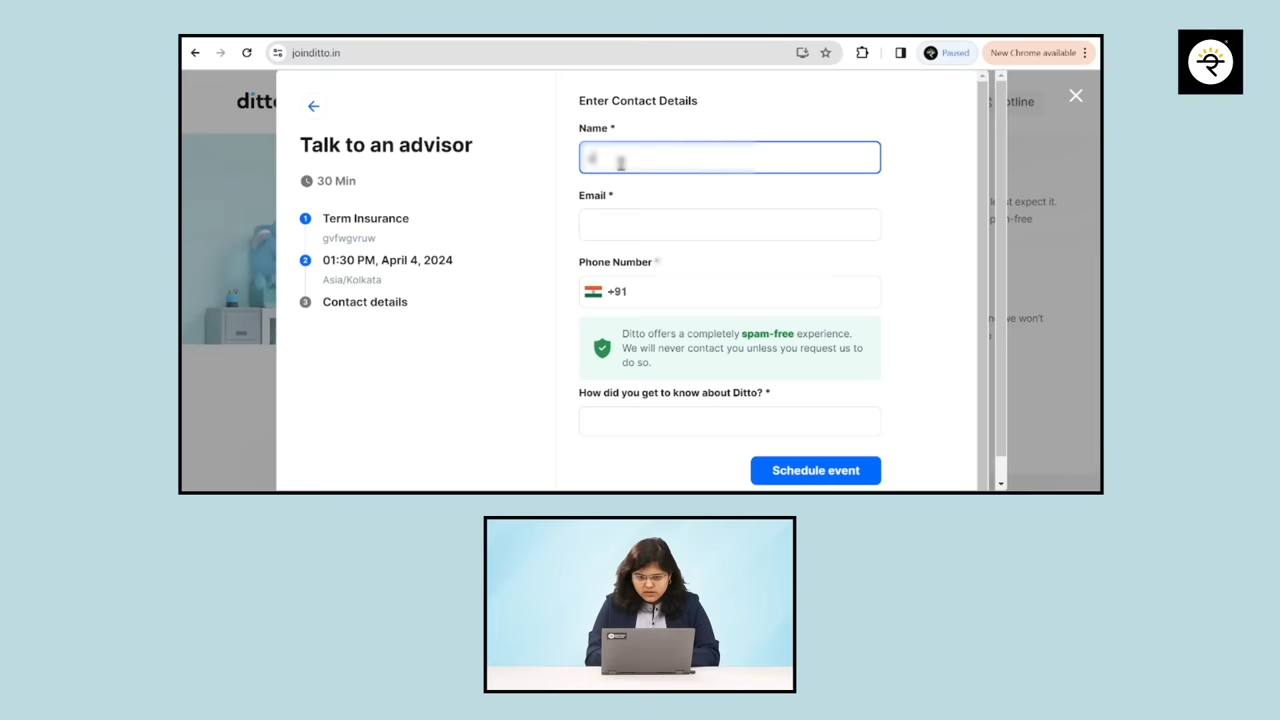 joinditto.in
Paused
New Chrome available
ditto
Talk to an advisor
30 Min
1
Term Insurance
gvfwgvruw
2
01:30 PM, April 4, 2024
Asia/Kolkata
3
Contact details
Enter Contact Details
Name *
Email *
Phone Number *
+91
Ditto offers a completely spam-free experience.
We will never contact you unless you request us to
do so.
How did you get to know about Ditto? *
Schedule event
expect it.
we won't